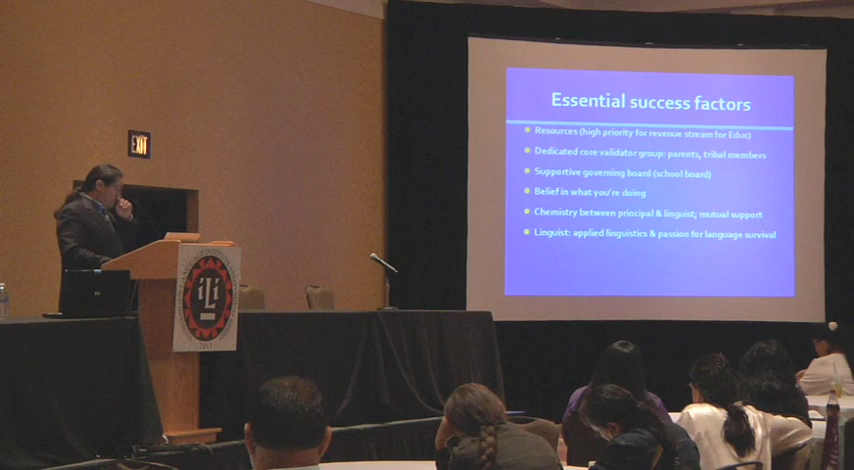 EXIT
Essential success factors
Resources (high priority for revenue stream for Educ)
Dedicated core validator group: parents, tribal members
Supportive governing board (school board)
Belief in what you're doing
Chemistry between principal & linguist; mutual support
Linguist: applied linguistics & passion for language survival
iLi